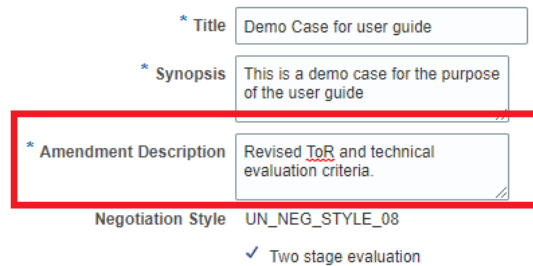 * Title Demo Case for user guide
* Synopsis This is a demo case for the purpose
of the user guide
* Amendment Description Revised ToR and technical
evaluation criteria.
Negotiation Style UN_NEG_STYLE_08
✓ Two stage evaluation